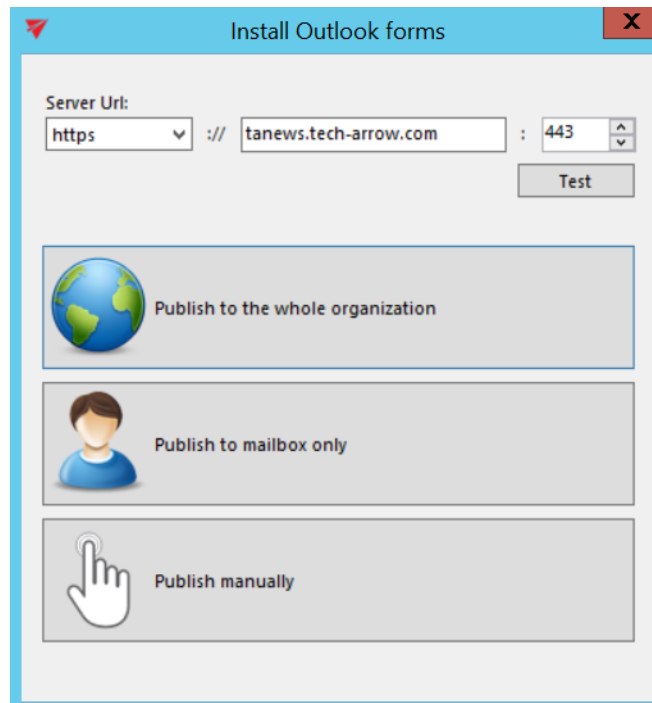 Install Outlook forms
X
Server Url:
https :// tanews.tech-arrow.com : 443
Test
Publish to the whole organization
Publish to mailbox only
Publish manually